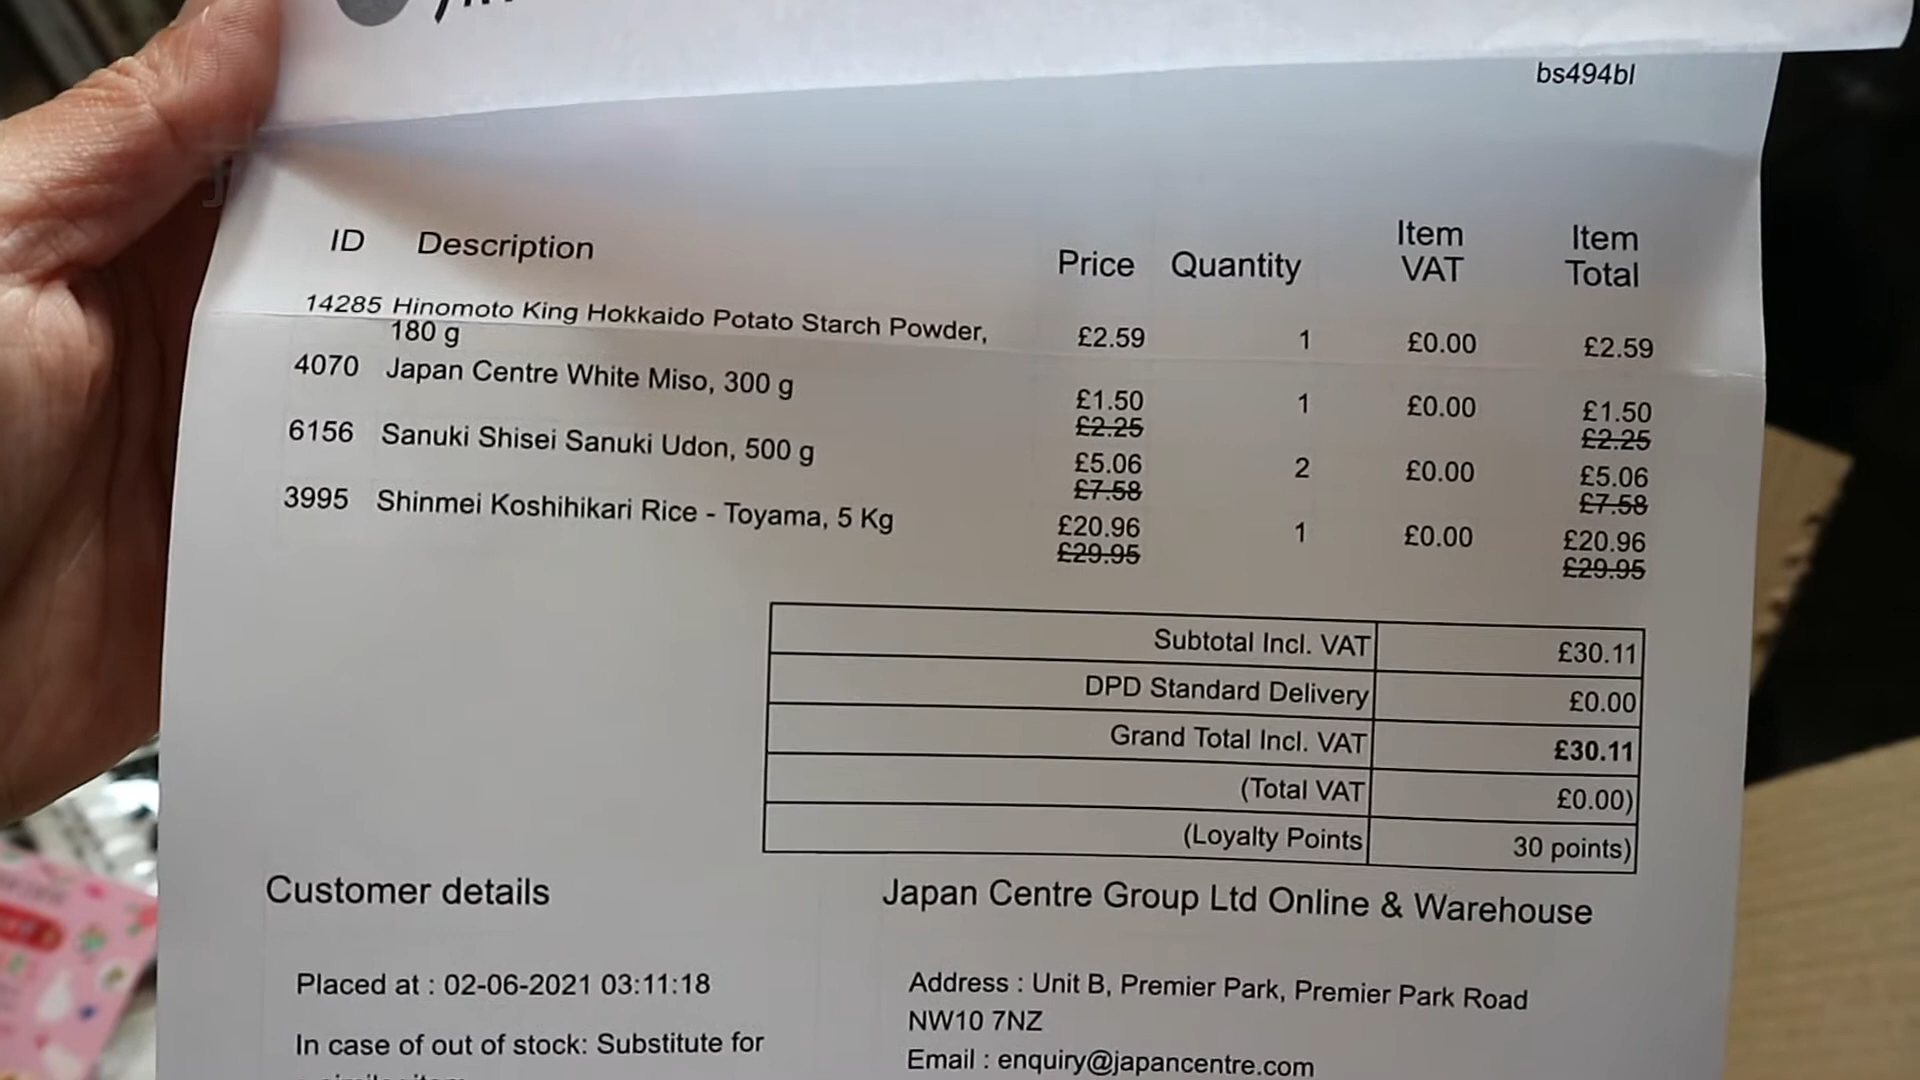 bs494bl
ID Description Price Quantity Item VAT Item Total
14285 Hinomoto King Hokkaido Potato Starch Powder, £2.59 1 £0.00 £2.59
180 g
4070 Japan Centre White Miso, 300 g £1.50 1 £0.00 £1.50
£2.25 £2.25
6156 Sanuki Shisei Sanuki Udon, 500 g £5.06 2 £0.00 £5.06
£7.58 £7.58
3995 Shinmei Koshihikari Rice - Toyama, 5 Kg £20.96 1 £0.00 £20.96
£29.95 £29.95
Subtotal Incl. VAT £30.11
DPD Standard Delivery £0.00
Grand Total Incl. VAT £30.11
(Total VAT £0.00)
(Loyalty Points 30 points)
Customer details
Placed at : 02-06-2021 03:11:18
In case of out of stock: Substitute for
Japan Centre Group Ltd Online & Warehouse
Address : Unit B, Premier Park, Premier Park Road
NW10 7NZ
Email : enquiry@japancentre.com